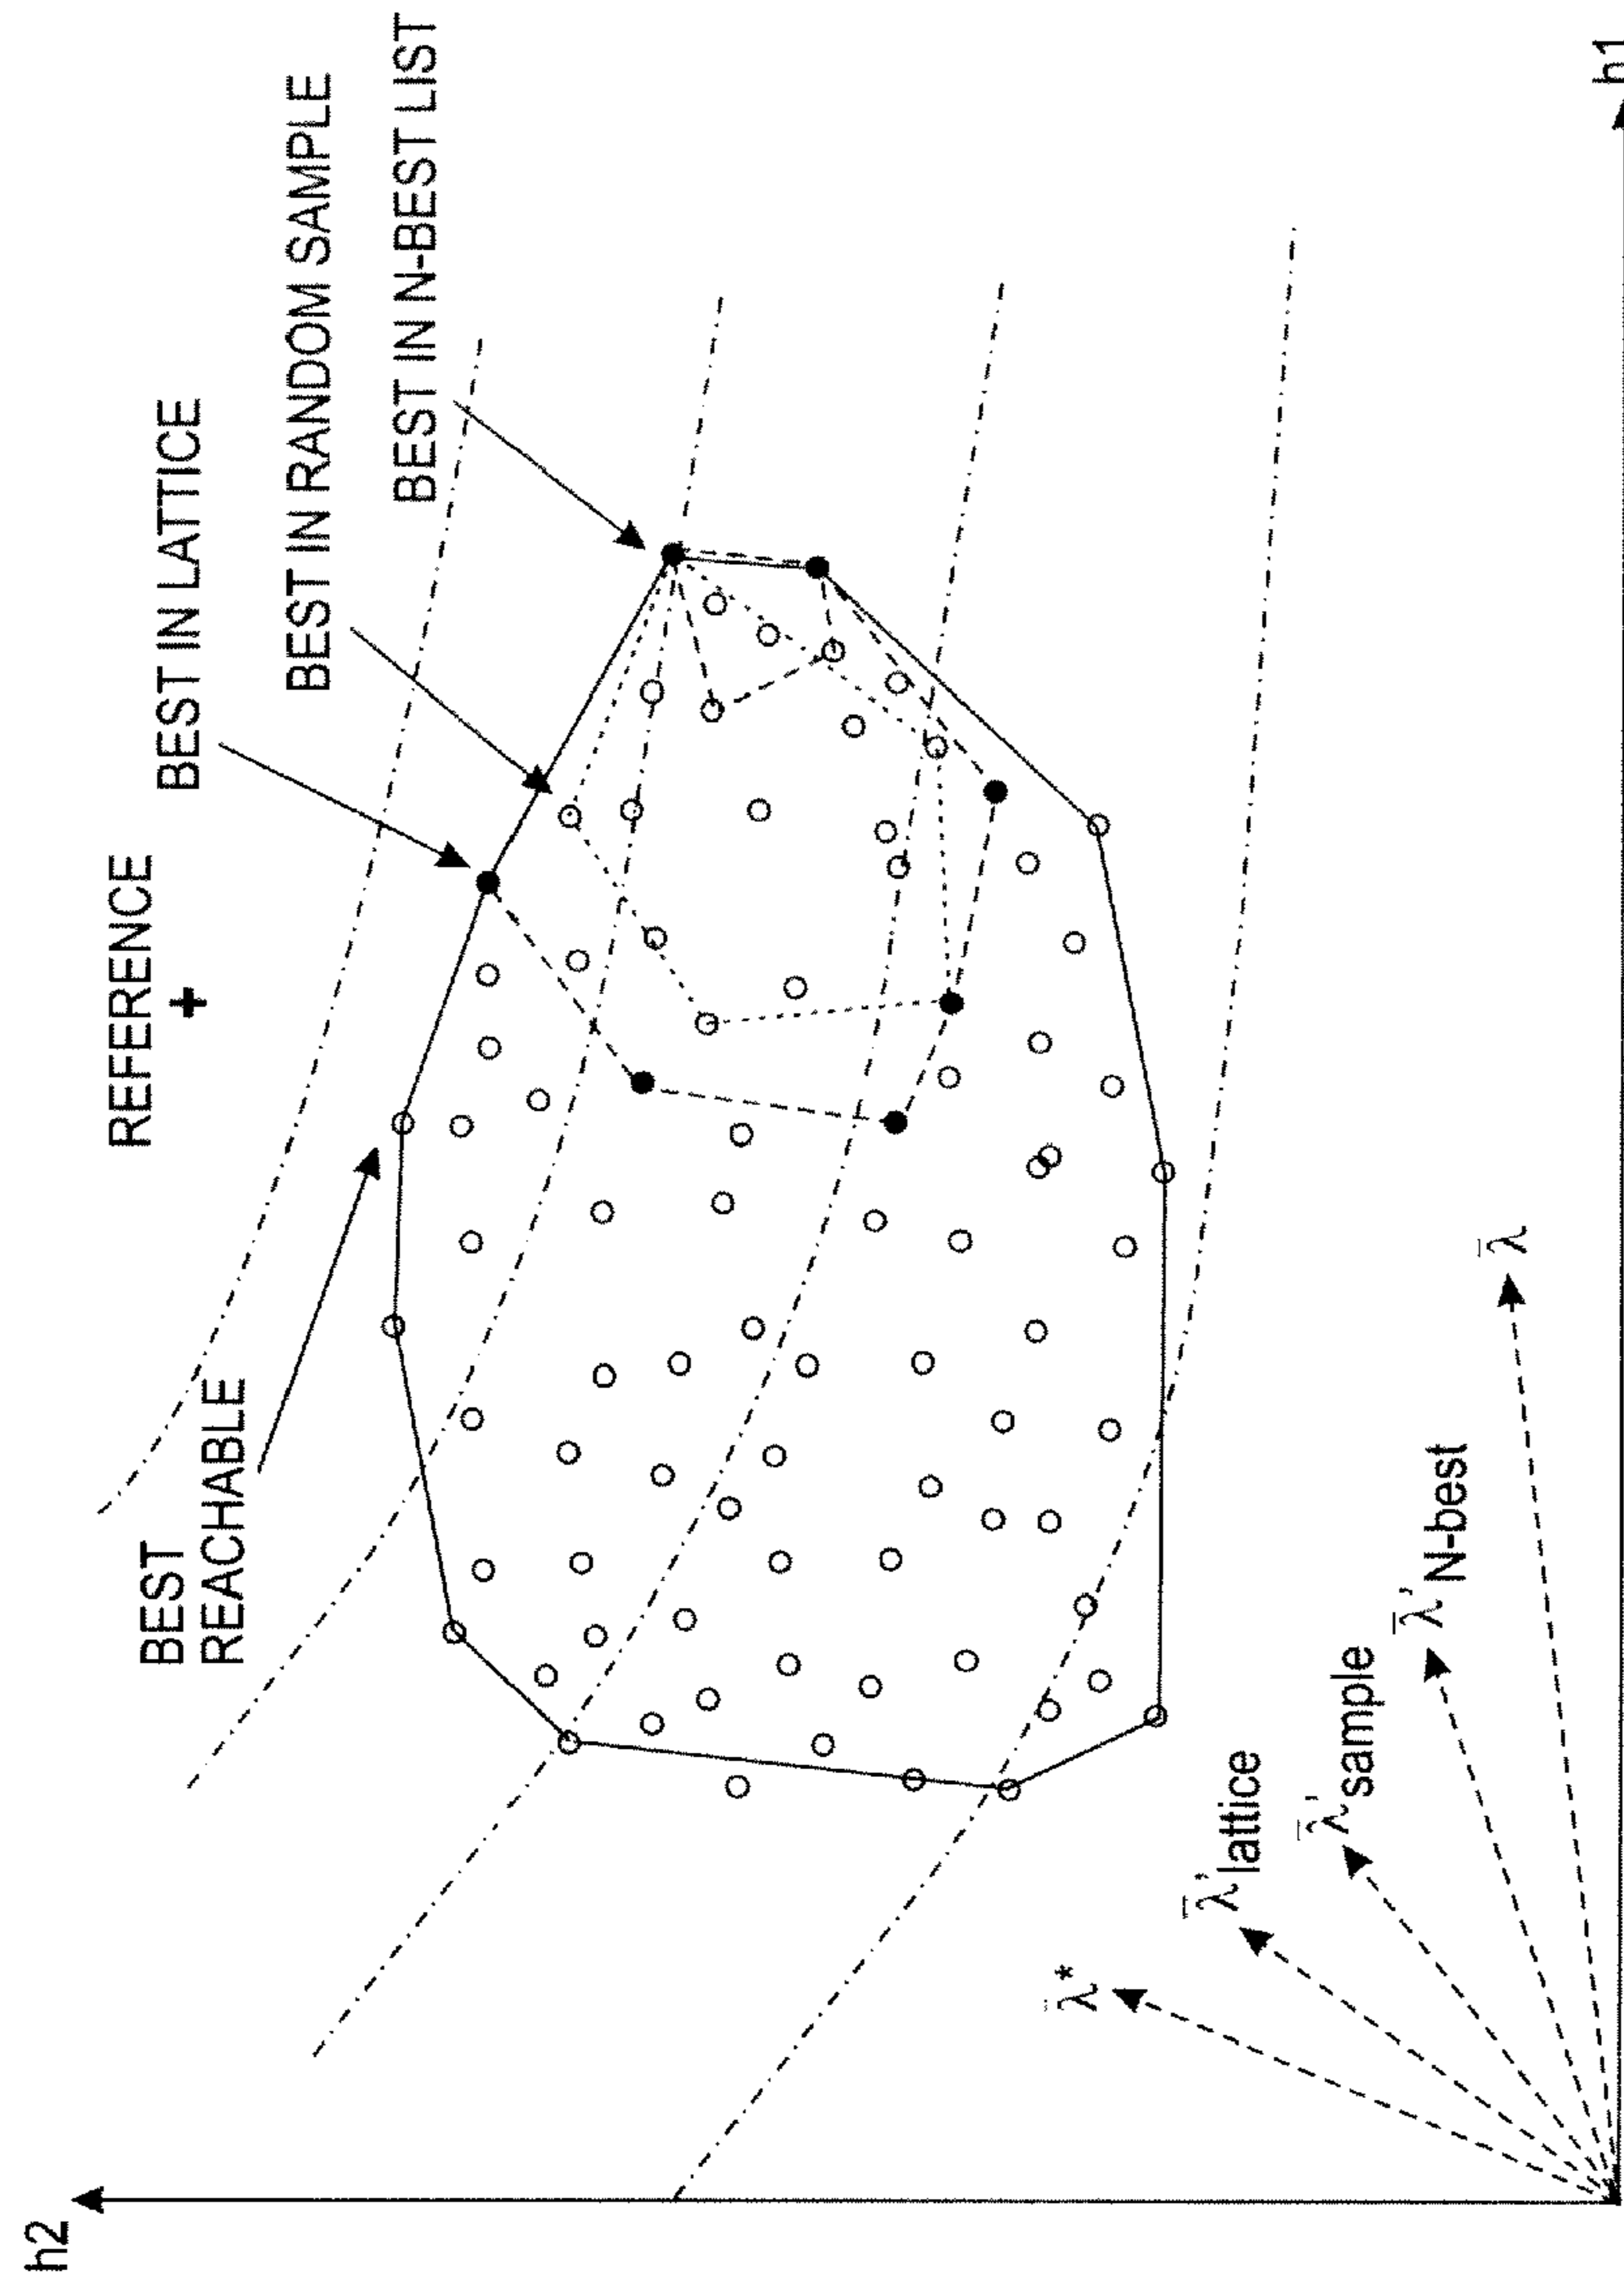 h2
REFERENCE
+
BEST
REACHABLE
BEST IN LATTICE
BEST IN RANDOM SAMPLE
BEST IN N-BEST LIST
λ̄*
λ̄'lattice
λ̄'sample
λ̄'N-best
λ̄
h1